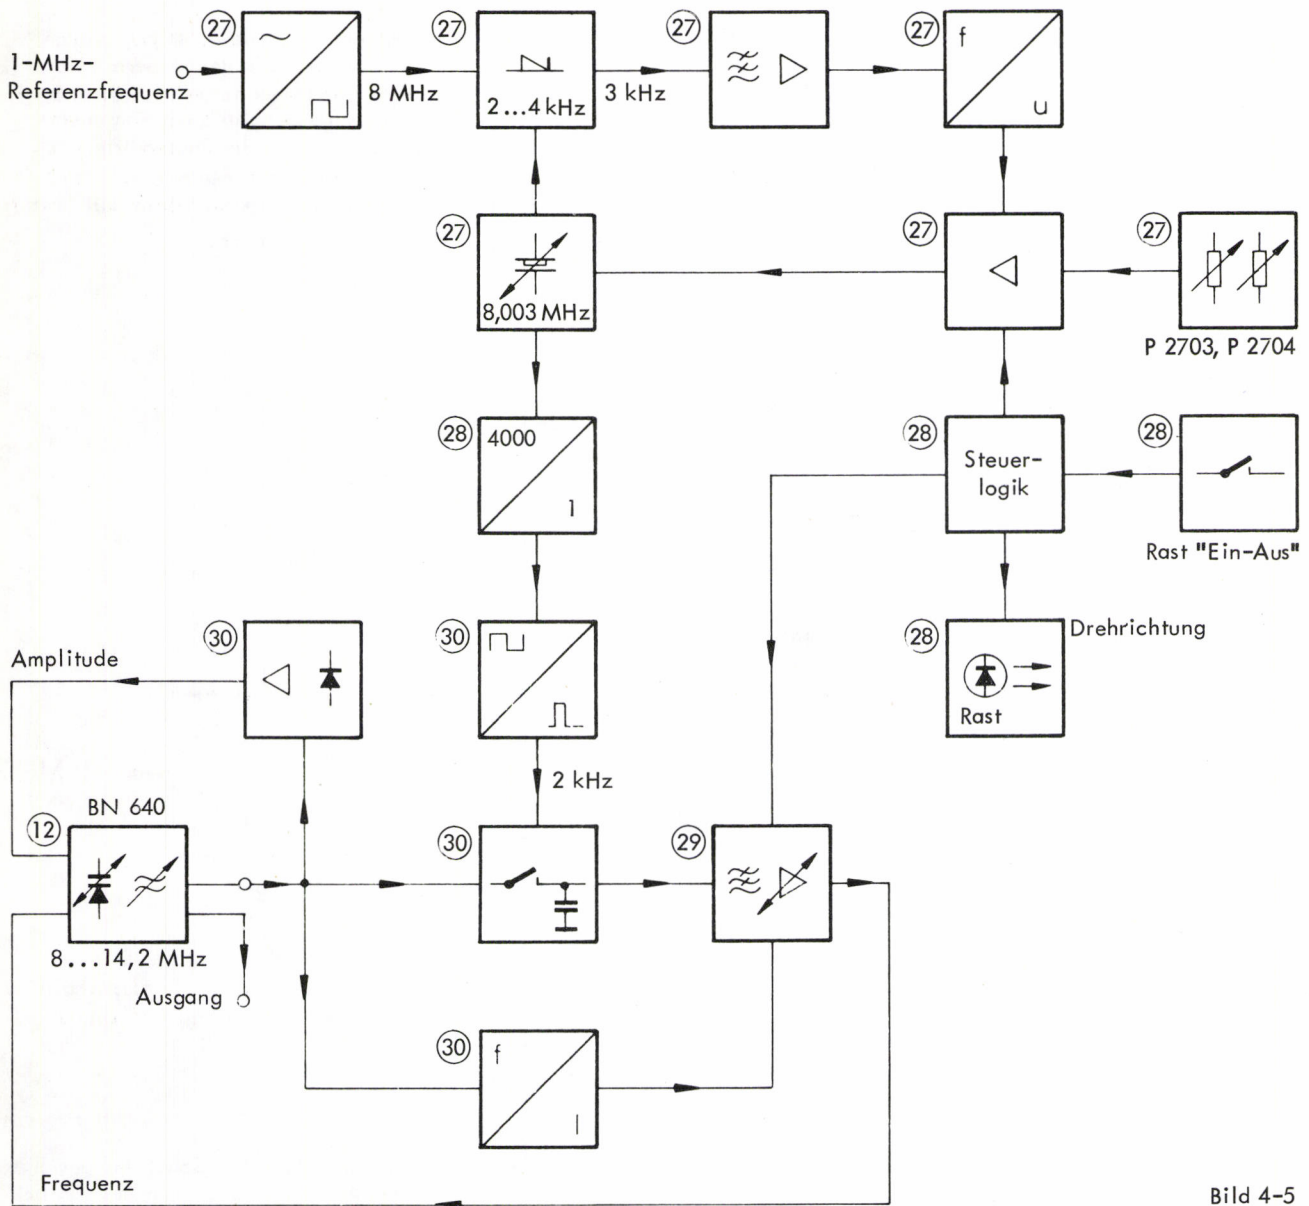 27
27
27
27
~
f
u
1-MHz-
Referenzfrequenz
8 MHz
2...4 kHz
3 kHz
27
8,003 MHz
27
27
P 2703, P 2704
28
4000
1
28
Steuer-
logik
28
Rast "Ein-Aus"
30
Amplitude
30
28
Drehrichtung
Rast
2 kHz
BN 640
12
30
29
8...14,2 MHz
Ausgang
30
f
I
Frequenz
Bild 4-5